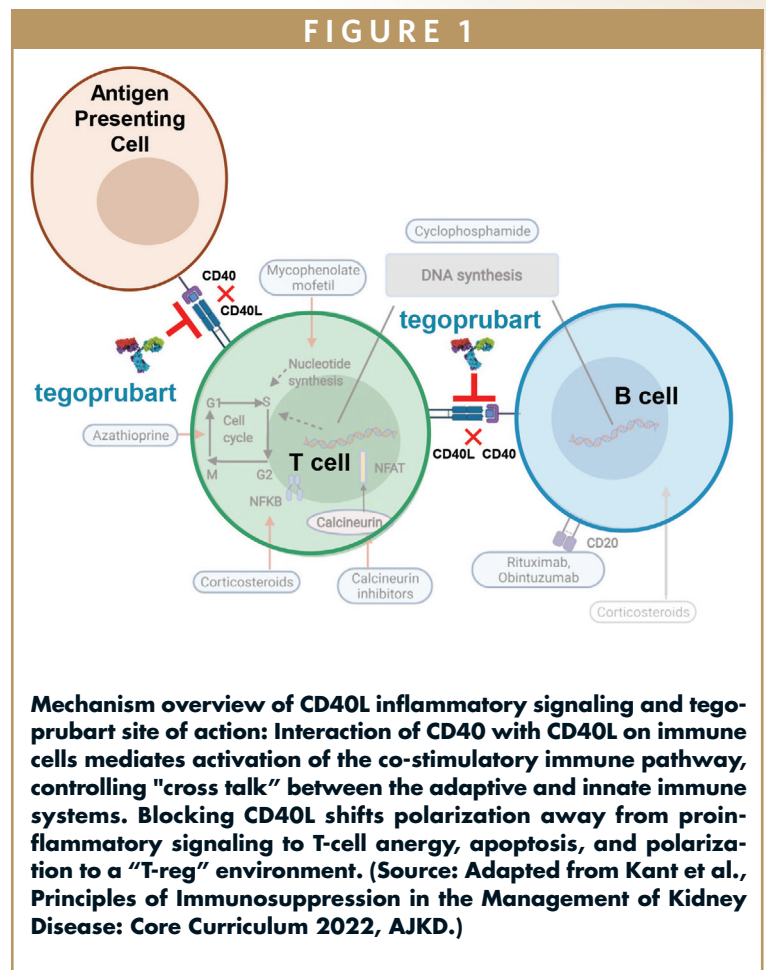 FIGURE 1
Antigen
Presenting
Cell
Cyclophosphamide
DNA synthesis
CD40
CD40L
Mycophenolate
mofetil
tegoprubart
tegoprubart
Nucleotide
synthesis
G1
S
Cell
cycle
M
G2
Azathioprine
T cell
NFAT
NFKB
Calcineurin
B cell
CD40L CD40
CD20
Corticosteroids
Calcineurin
inhibitors
Rituximab,
Obintuzumab
Corticosteroids
Mechanism overview of CD40L inflammatory signaling and tego-
prubart site of action: Interaction of CD40 with CD40L on immune
cells mediates activation of the co-stimulatory immune pathway,
controlling "cross talk” between the adaptive and innate immune
systems. Blocking CD40L shifts polarization away from proin-
flammatory signaling to T-cell anergy, apoptosis, and polariza-
tion to a “T-reg” environment. (Source: Adapted from Kant et al.,
Principles of Immunosuppression in the Management of Kidney
Disease: Core Curriculum 2022, AJKD.)